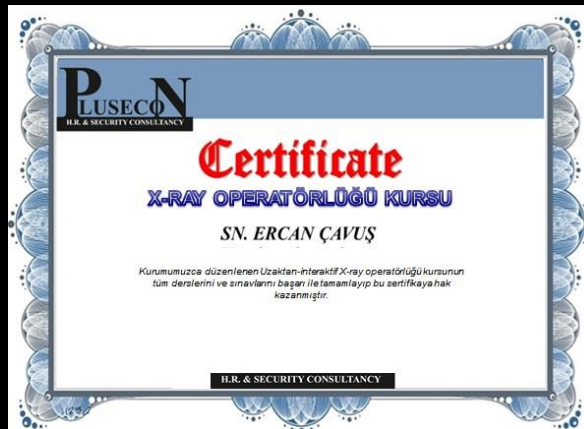 PLUSECON
H.R. & SECURITY CONSULTANCY
Certificate
X-RAY OPERATÖRLÜĞÜ KURSU
SN. ERCAN ÇAVUŞ
Kurumumuzca düzenlenen Uzaktan-interaktif X-ray operatörlüğü kursunun
tüm derslerini ve sınavlarını başarı ile tamamlayıp bu sertifikaya hak
kazanmıştır.
H.R. & SECURITY CONSULTANCY